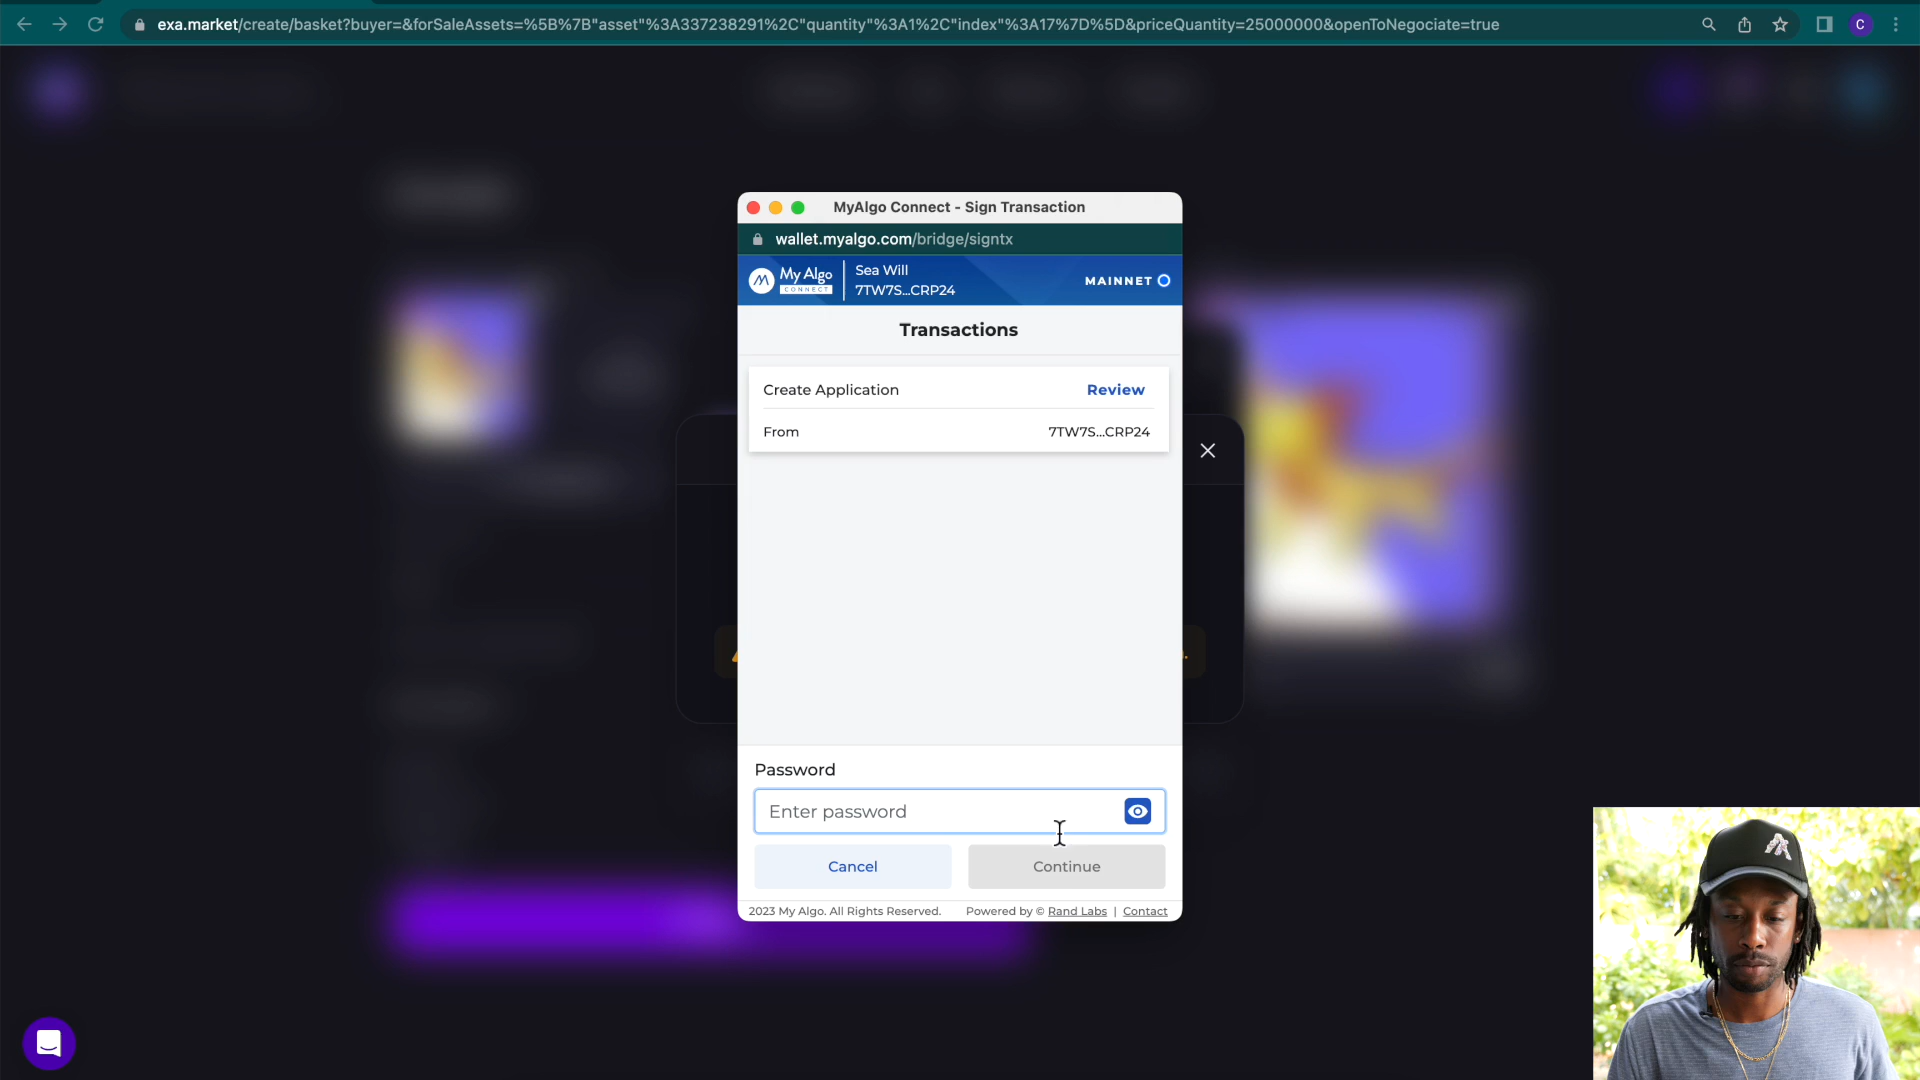 exa.market/create/basket?buyer=&forSaleAssets=%5B%7B"asset"%3A337238291%2C"quantity"%3A1%2C"index"%3A17%7D%5D&priceQuantity=25000000&openToNegociate=true
C
MyAlgo Connect - Sign Transaction
wallet.myalgo.com/bridge/signtx
My Algo
CONNECT
Sea Will
7TW7S...CRP24
MAINNET
Transactions
Create Application
Review
From
7TW7S...CRP24
Password
Enter password
Cancel
Continue
2023 My Algo. All Rights Reserved.
Powered by © Rand Labs | Contact